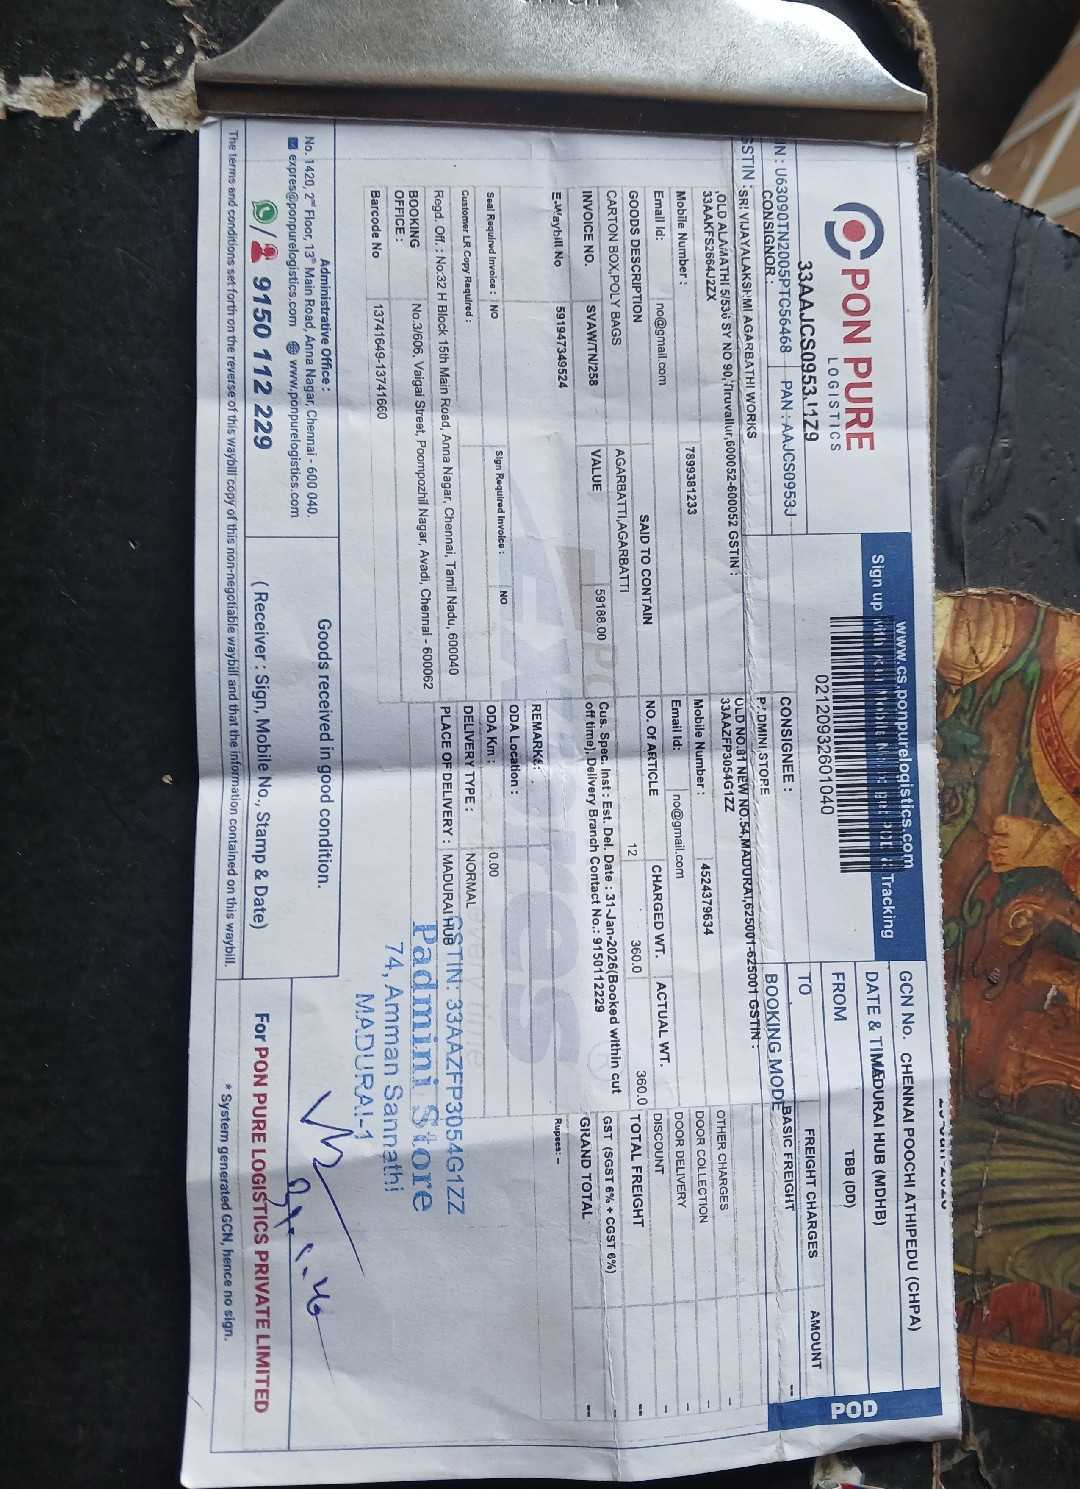 PON PURE
LOGISTICS
IN : U63090TN2005PTC56468 PAN : AAJCS0953J
33AAJCS0953J1Z9
www.cs.ponpurelogistics.com
Sign up with Tracking
02120932601040
GCN No. CHENNAI POOCHI ATHIPEDU (CHPA)
DATE & TIME MADURAI HUB (MDHB)
FROM TBB (DD)
TO
BOOKING MODE
POD
CONSIGNOR :
GSTIN : SRI VIJAYALAKSHMI AGARBATHI WORKS
,OLD ALAMATHI 5/536 SY NO 90,Tiruvallur,600052-600052 GSTIN :
33AAKFS2664J2ZX
Mobile Number : 7899381233
Email Id: no@gmail.com
GOODS DESCRIPTION SAID TO CONTAIN
CARTON BOX,POLY BAGS AGARBATTI,AGARBATTI
INVOICE NO. SVAW/TN/258 VALUE 59188.00
E.Waybill No 591947349524
Seal Required Invoice : NO Sign Required Invoice : NO
Customer LR Copy Required :
Regd. Off. : No:32 H Block 15th Main Road, Anna Nagar, Chennai, Tamil Nadu, 600040
BOOKING OFFICE : No.3/606, Vaigai Street, Poompozhil Nagar, Avadi, Chennai - 600062
Barcode No 13741649-13741660
CONSIGNEE :
PADMINI STORE
OLD NO.81 NEW NO.54,MADURAI,625001-625001 GSTIN :
33AAZFP3054G1ZZ
Mobile Number : 4524379634
Email Id: no@gmail.com
NO. Of ARTICLE CHARGED WT. ACTUAL WT.
12 360.0 360.0
Cus. Spec. Inst : Est. Del. Date : 31-Jan-2026(Booked within cut
off time), Delivery Branch Contact No.: 9150112229
REMARKS:
ODA Location :
ODA Km : 0.00
DELIVERY TYPE : NORMAL
PLACE OF DELIVERY : MADURAI HUB
FREIGHT CHARGES AMOUNT
BASIC FREIGHT --
OTHER CHARGES -
DOOR COLLECTION -
DOOR DELIVERY -
DISCOUNT -
TOTAL FREIGHT --
GST (SGST 6% + CGST 6%) -
GRAND TOTAL --
Rupees: --
GSTIN: 33AAZFP3054G1ZZ
Padmini Store
74, Amman Sannathi
MADURAI-1
Administrative Office :
No. 1420, 2nd Floor, 13th Main Road, Anna Nagar, Chennai - 600 040.
expres@ponpurelogistics.com www.ponpurelogistics.com
9150 112 229
Goods received in good condition.
( Receiver : Sign, Mobile No., Stamp & Date)
For PON PURE LOGISTICS PRIVATE LIMITED
* System generated GCN, hence no sign.
The terms and conditions set forth on the reverse of this waybill copy of this non-negotiable waybill and that the information contained on this waybill.